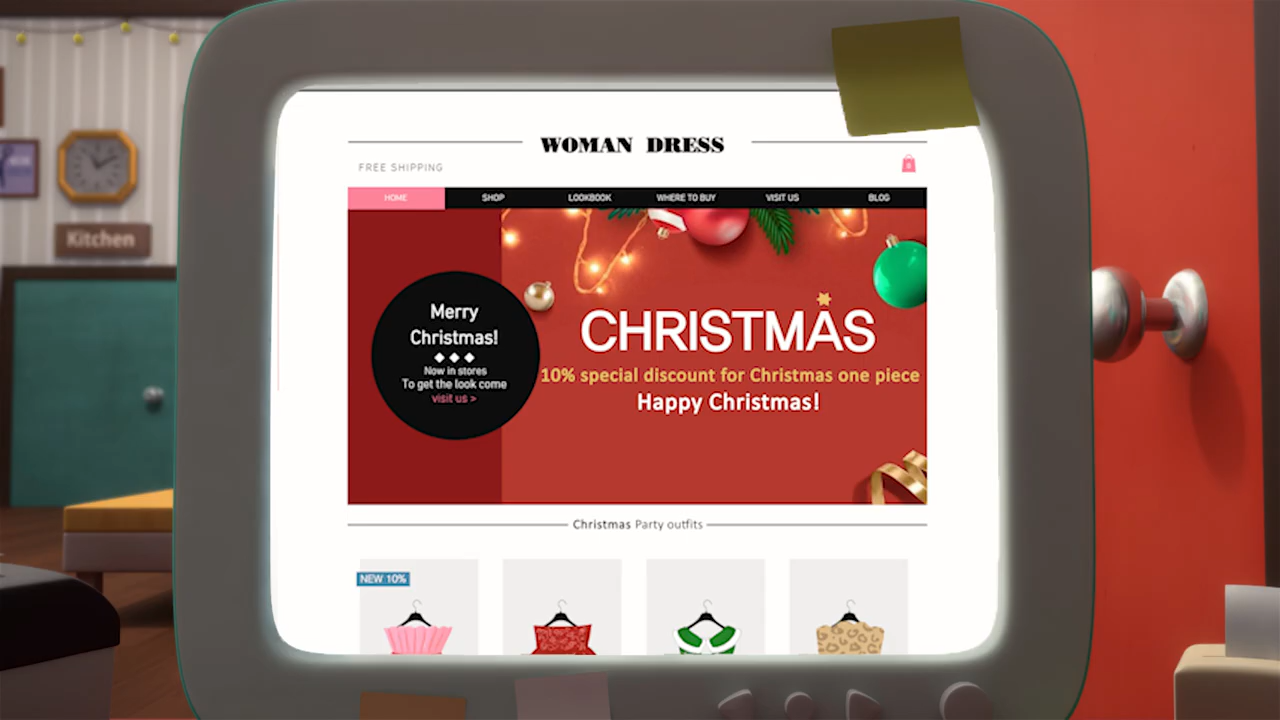 WOMAN DRESS
FREE SHIPPING
0
HOME SHOP LOOKBOOK WHERE TO BUY VISIT US BLOG
Kitchen
Merry
Christmas!
Now in stores
To get the look come
visit us >
CHRISTMAS
10% special discount for Christmas one piece
Happy Christmas!
Christmas Party outfits
NEW 10%